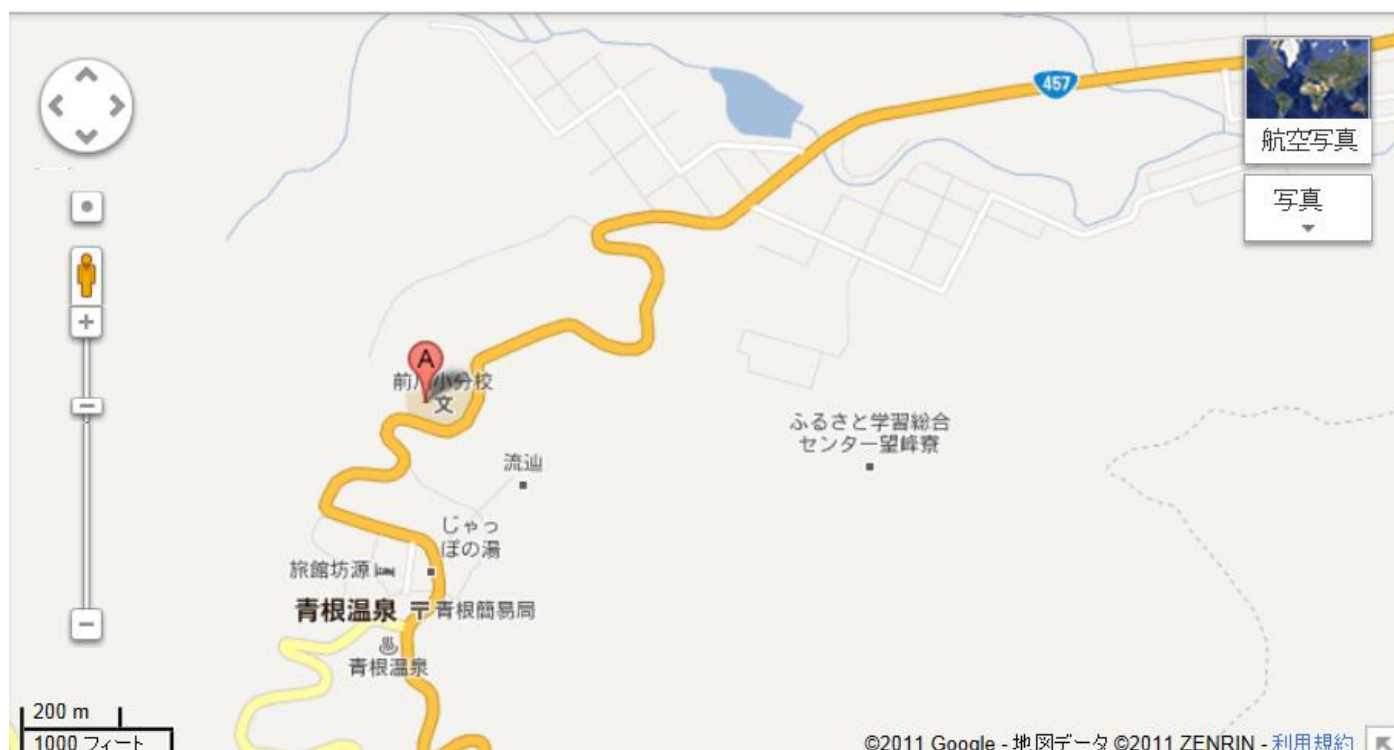 457
航空写真
写真
A
前川小分校
文
ふるさと学習総合
センター望峰寮
流辿
じゃっ
ぽの湯
旅館坊源
青根温泉
〒青根簡易局
青根温泉
200 m
1000 フィート
©2011 Google - 地図データ ©2011 ZENRIN - 利用規約